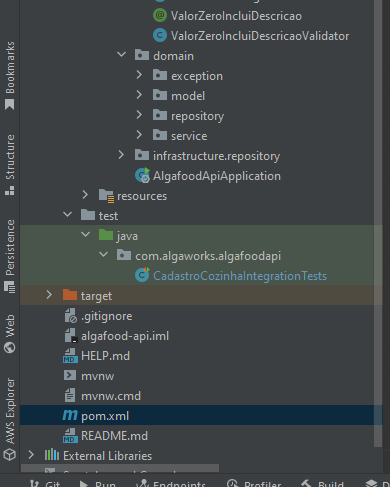 ValorZeroIncluiDescricao
ValorZeroIncluiDescricaoValidator
domain
exception
model
repository
service
infrastructure.repository
AlgafoodApiApplication
resources
test
java
com.algaworks.algafoodapi
CadastroCozinhaIntegrationTests
target
.gitignore
algafood-api.iml
HELP.md
mvnw
mvnw.cmd
pom.xml
README.md
External Libraries
Bookmarks
Structure
Persistence
Web
AWS Explorer
Git
Run
Endpoints
Profiler
Build